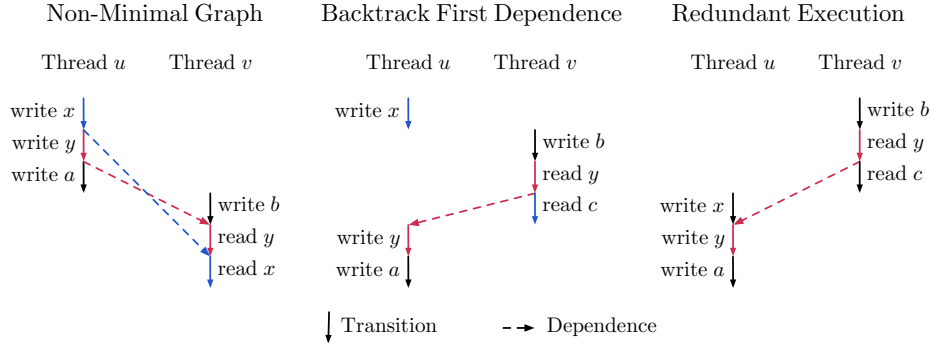 Non-Minimal Graph
Thread u
Thread v
write x
write y
write a
write b
read y
read x
Backtrack First Dependence
Thread u
Thread v
write x
write b
read y
read c
write y
write a
Redundant Execution
Thread u
Thread v
write b
read y
read c
write x
write y
write a
Transition
Dependence